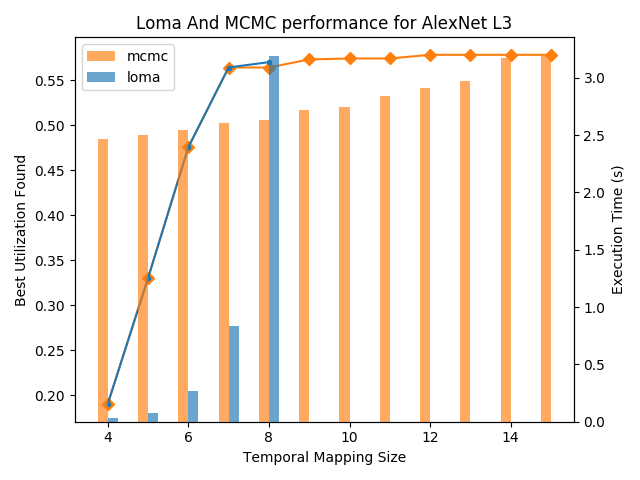 Loma And MCMC performance for AlexNet L3
mcmc
loma
Best Utilization Found
0.55
0.50
0.45
0.40
0.35
0.30
0.25
0.20
3.0
2.5
2.0
1.5
1.0
0.5
0.0
Execution Time (s)
4 6 8 10 12 14
Temporal Mapping Size